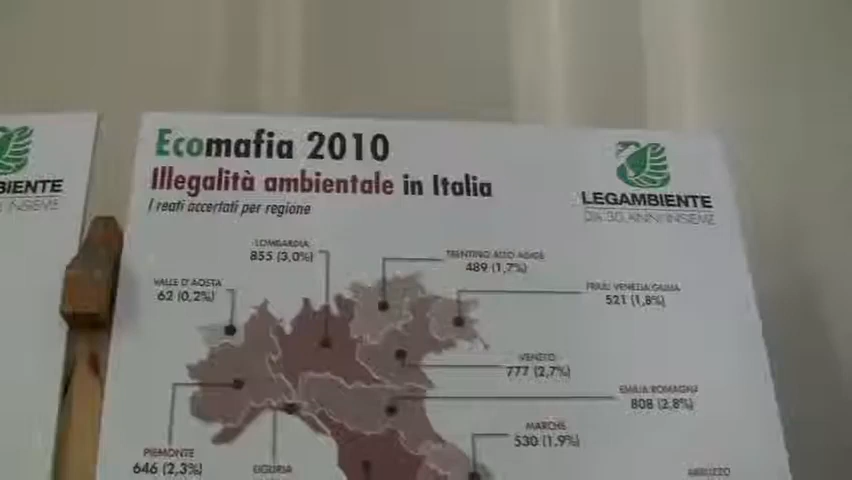 Ecomafia 2010
Illegalità ambientale in Italia
I reati accertati per regione
LEGAMBIENTE
DA 30 ANNI INSIEME
BIENTE
INSIEME
LOMBARDIA
855 (3,0%)
TRENTINO ALTO ADIGE
489 (1,7%)
VALLE D'AOSTA
62 (0,2%)
FRIULI VENEZIA GIULIA
521 (1,8%)
VENETO
777 (2,7%)
EMILIA ROMAGNA
808 (2,8%)
MARCHE
530 (1,9%)
PIEMONTE
646 (2,3%)
LIGURIA
ABRUZZO